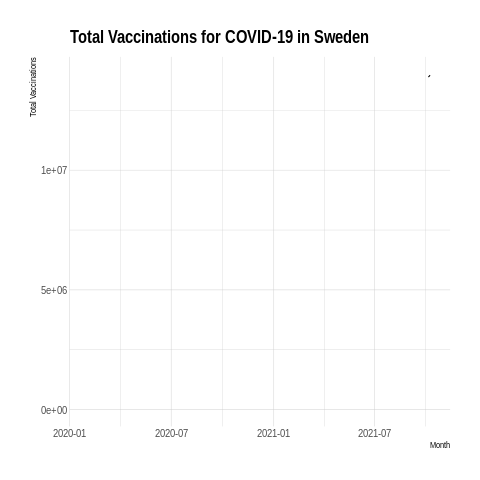 Total Vaccinations for COVID-19 in Sweden
Total Vaccinations
1e+07
5e+06
0e+00
2020-01 2020-07 2021-01 2021-07
Month